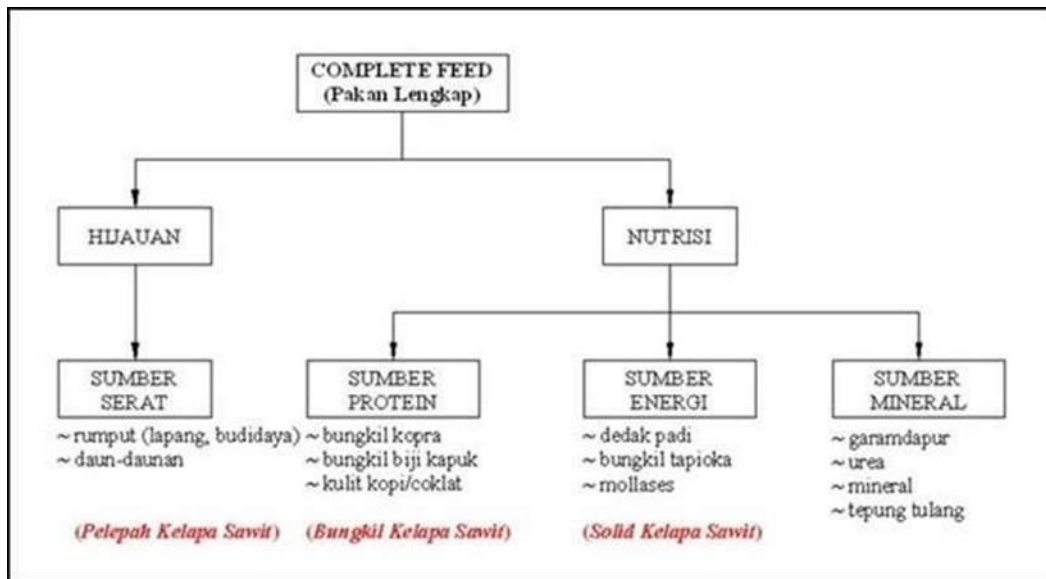 COMPLETE FEED
(Pakan Lengkap)
HIJAUAN
NUTRISI
SUMBER
SERAT
~ rumput (lapang, budidaya)
~ daun-daunan
(Pelepah Kelapa Sawit)
SUMBER
PROTEIN
~ bungkil kopra
~ bungkil biji kapuk
~ kulit kopi/coklat
(Bungkil Kelapa Sawit)
SUMBER
ENERGI
~ dedak padi
~ bungkil tapioka
~ mollases
(Solid Kelapa Sawit)
SUMBER
MINERAL
~ garamdapur
~ urea
~ mineral
~ tepung tulang